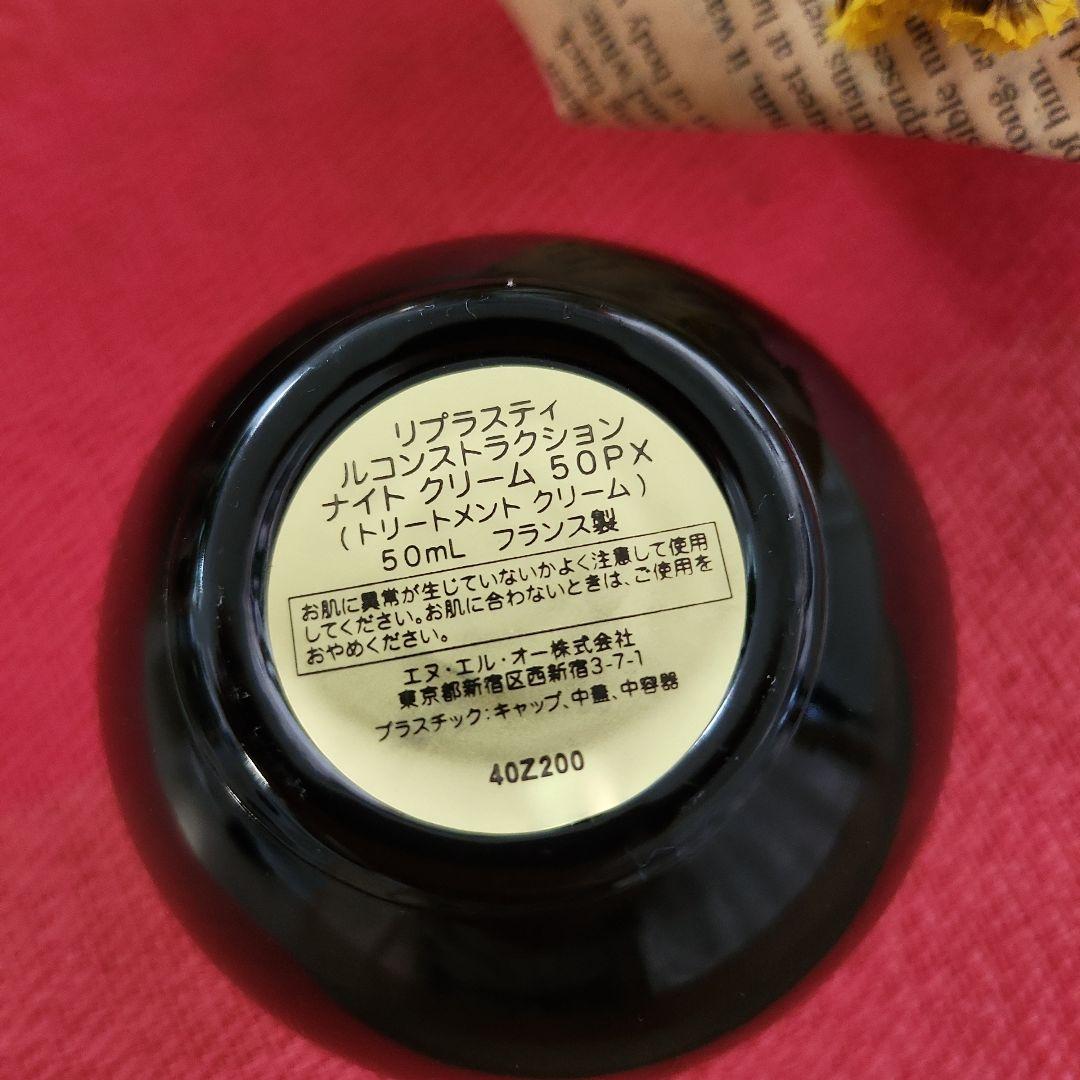 リプラスティ
ルコンストラクション
ナイト クリーム 50PX
(トリートメント クリーム)
50mL フランス製
お肌に異常が生じていないかよく注意して使用
してください。お肌に合わないときは、ご使用を
おやめください。
エヌ・エル・オー株式会社
東京都新宿区西新宿3-7-1
プラスチック:キャップ、中蓋、中容器
40Z200